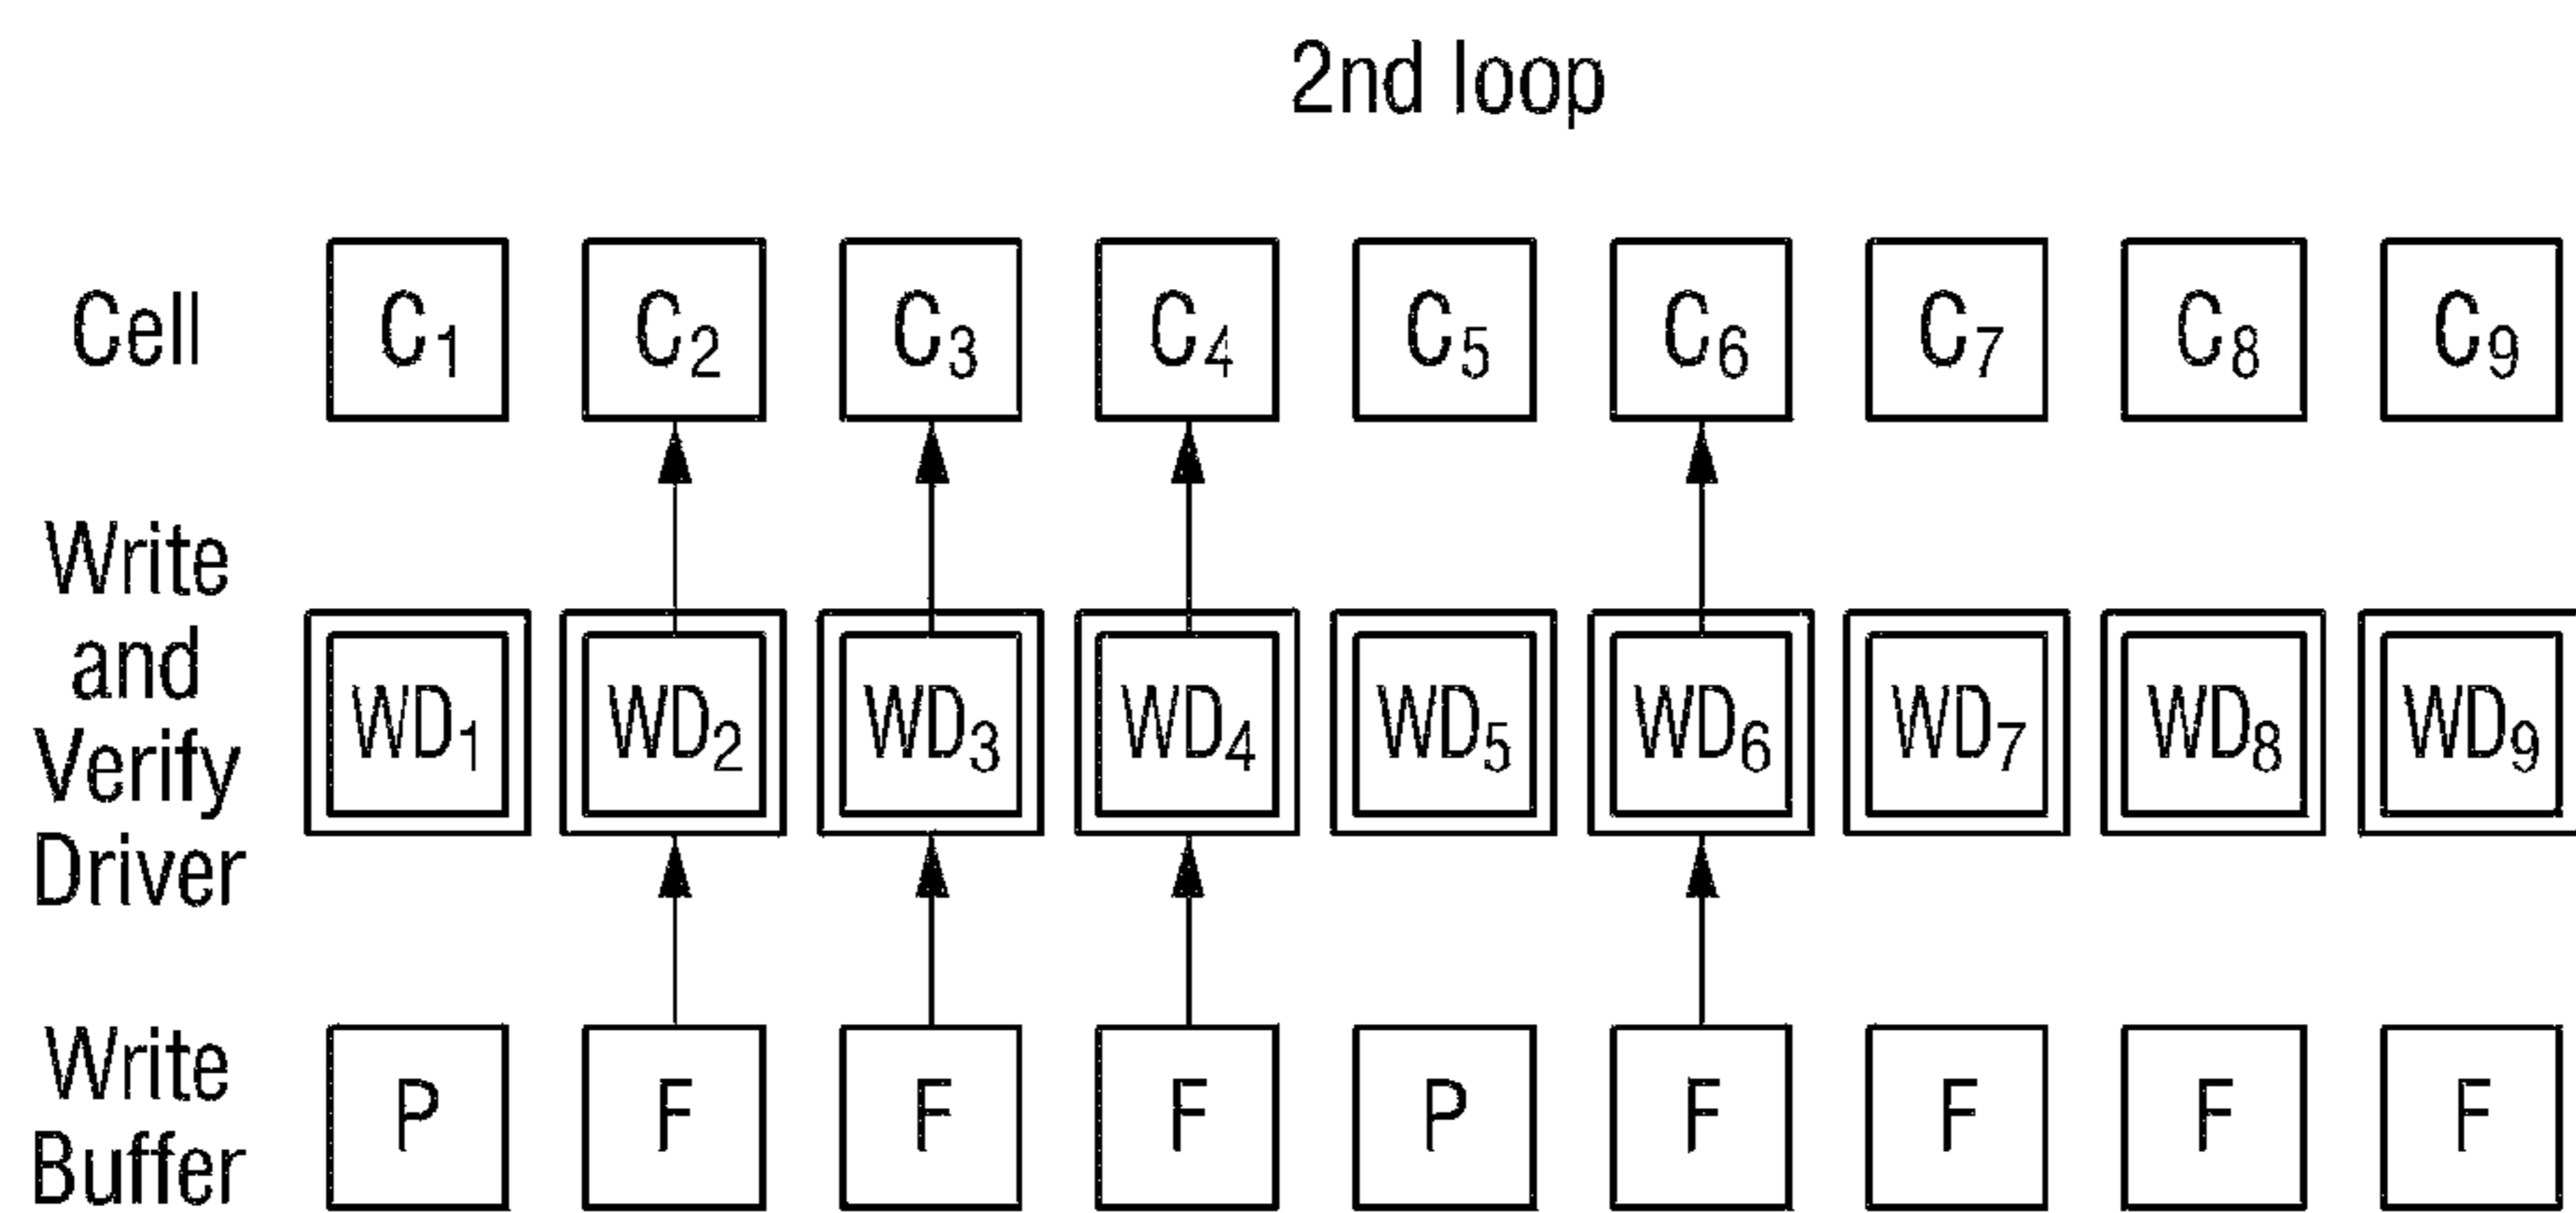 2nd loop
Cell C1 C2 C3 C4 C5 C6 C7 C8 C9
Write
and
Verify
Driver
WD1 WD2 WD3 WD4 WD5 WD6 WD7 WD8 WD9
Write
Buffer
P F F F P F F F F